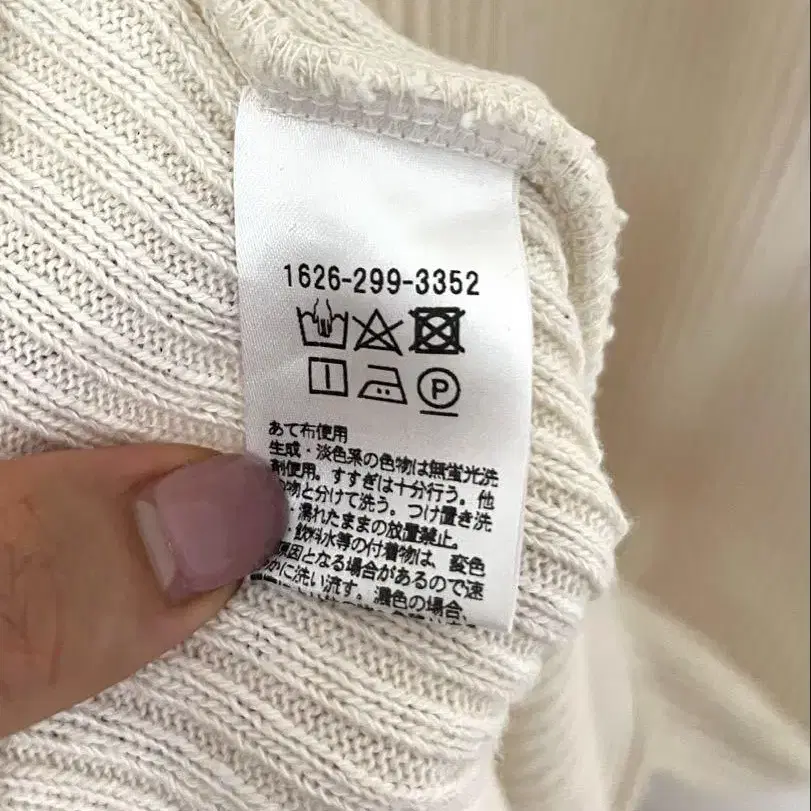 1626-299-3352
P
あて布使用
生成・淡色系の色物は無蛍光洗
剤使用。すすぎは十分行う。他
物と分けて洗う。つけ置き洗
・濡れたままの放置禁止。
・飲料水等の付着物は、変色
原因となる場合があるので速
かに洗い流す。濃色の場合、